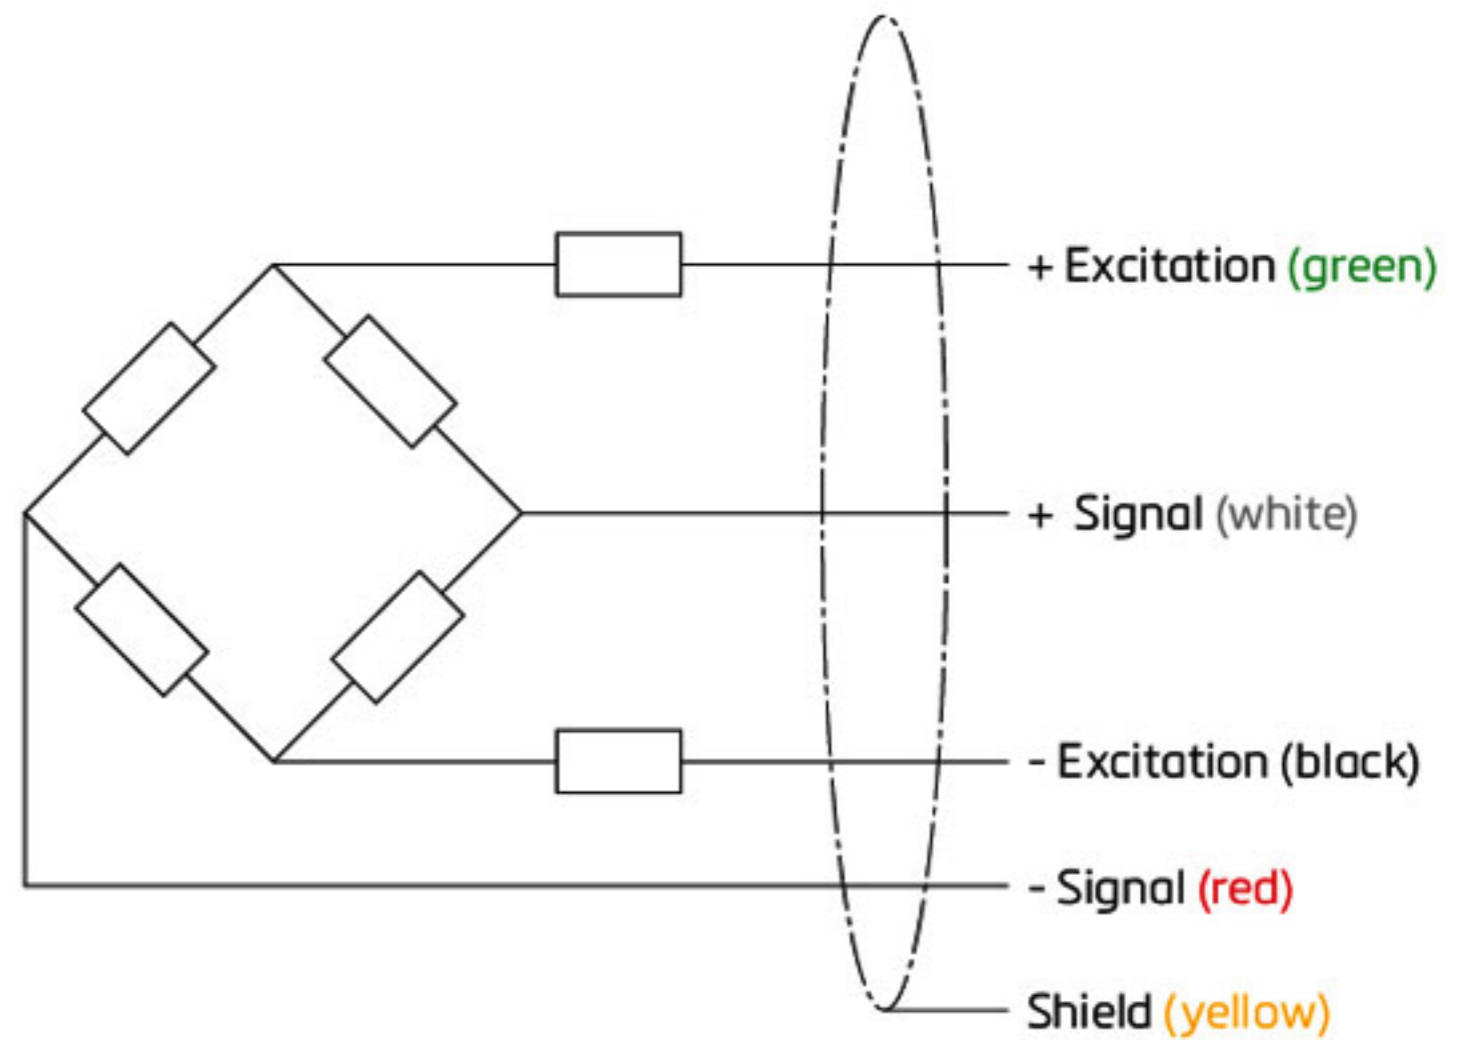 + Excitation (green)
+ Signal (white)
- Excitation (black)
- Signal (red)
Shield (yellow)